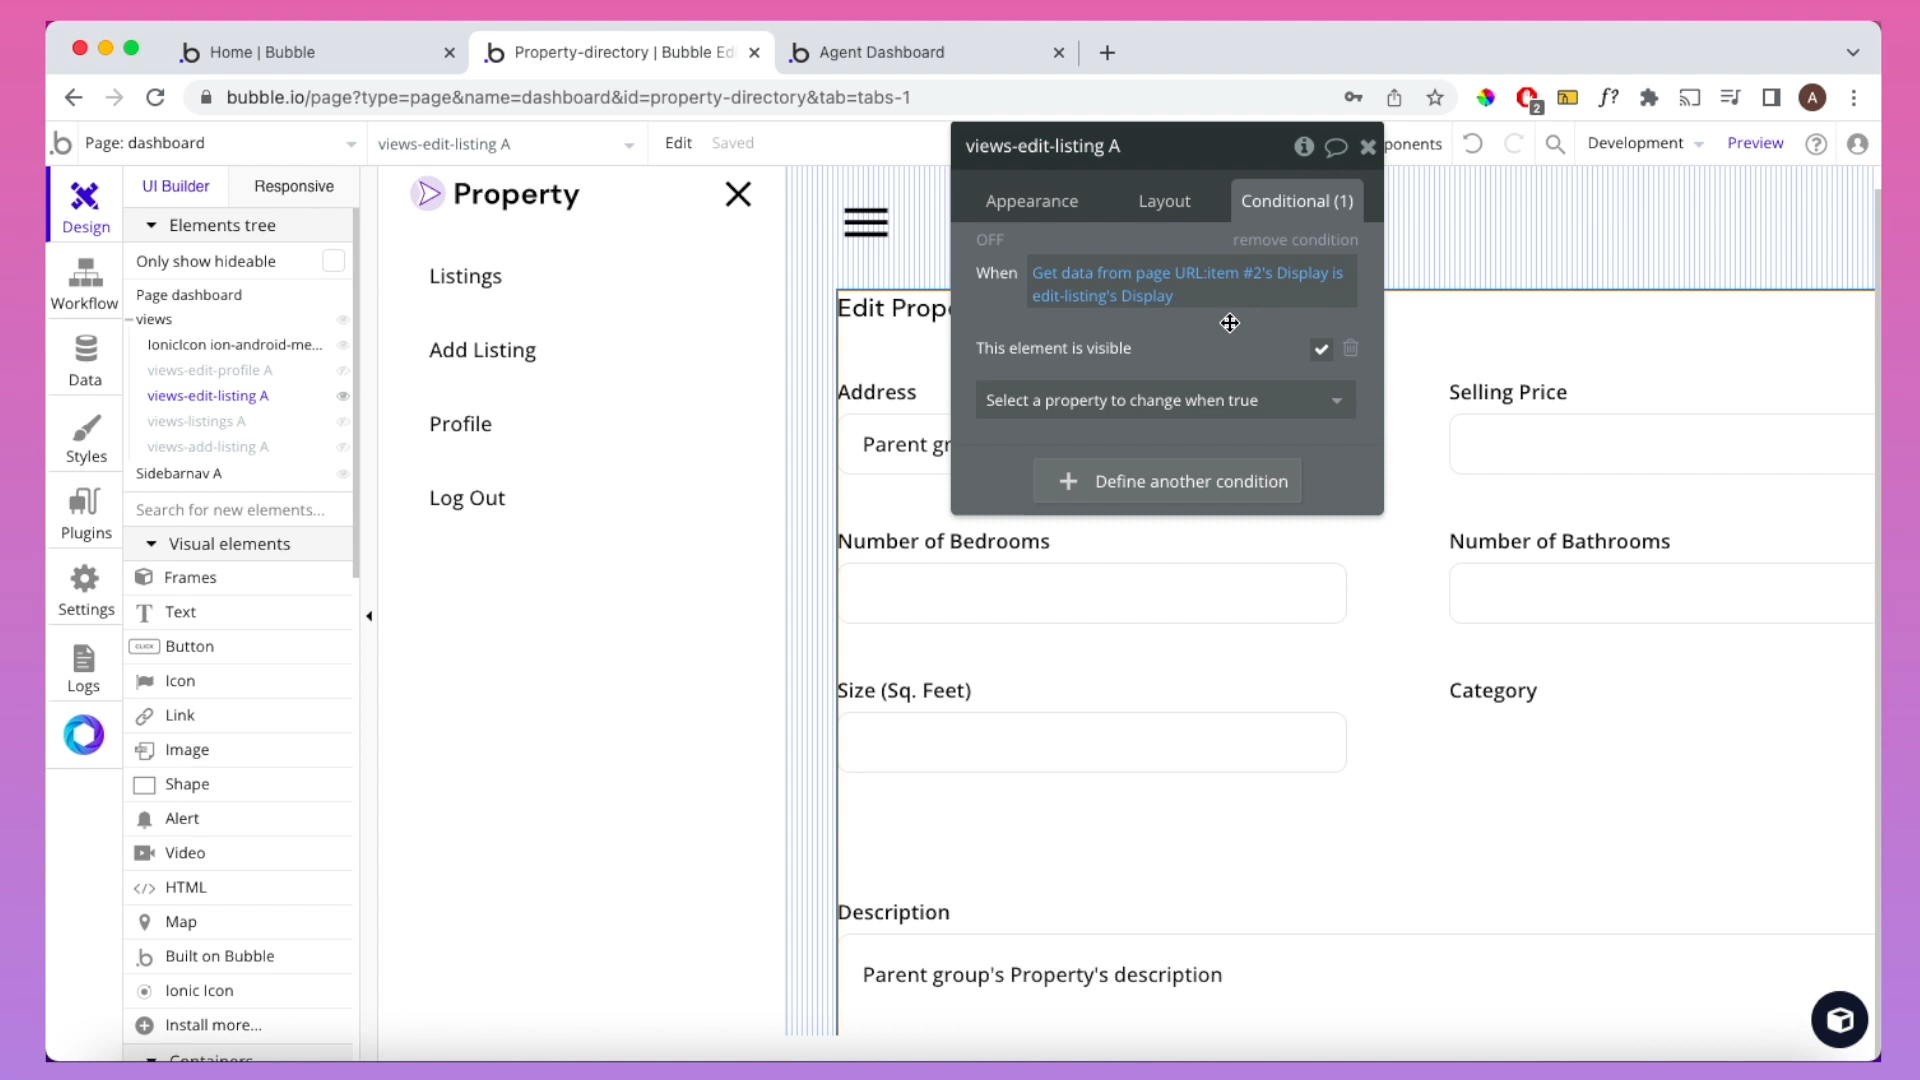 Home | Bubble
Property-directory | Bubble Ed
Agent Dashboard
bubble.io/page?type=page&name=dashboard&id=property-directory&tab=tabs-1
2
A
Page: dashboard
views-edit-listing A
Edit
Saved
ponents
Development
Preview
views-edit-listing A
Appearance
Layout
Conditional (1)
OFF
remove condition
When
Get data from page URL:item #2's Display is
edit-listing's Display
This element is visible
Select a property to change when true
Define another condition
Design
Workflow
Data
Styles
Plugins
Settings
Logs
UI Builder
Responsive
Elements tree
Only show hideable
Page dashboard
views
IonicIcon ion-android-me...
views-edit-profile A
views-edit-listing A
views-listings A
views-add-listing A
Sidebarnav A
Search for new elements...
Visual elements
Frames
Text
CLICK
Button
Icon
Link
Image
Shape
Alert
Video
HTML
Map
Built on Bubble
Ionic Icon
Install more...
Containers
Property
Listings
Add Listing
Profile
Log Out
Edit Prop
Address
Parent gr
Selling Price
Number of Bedrooms
Number of Bathrooms
Size (Sq. Feet)
Category
Description
Parent group's Property's description